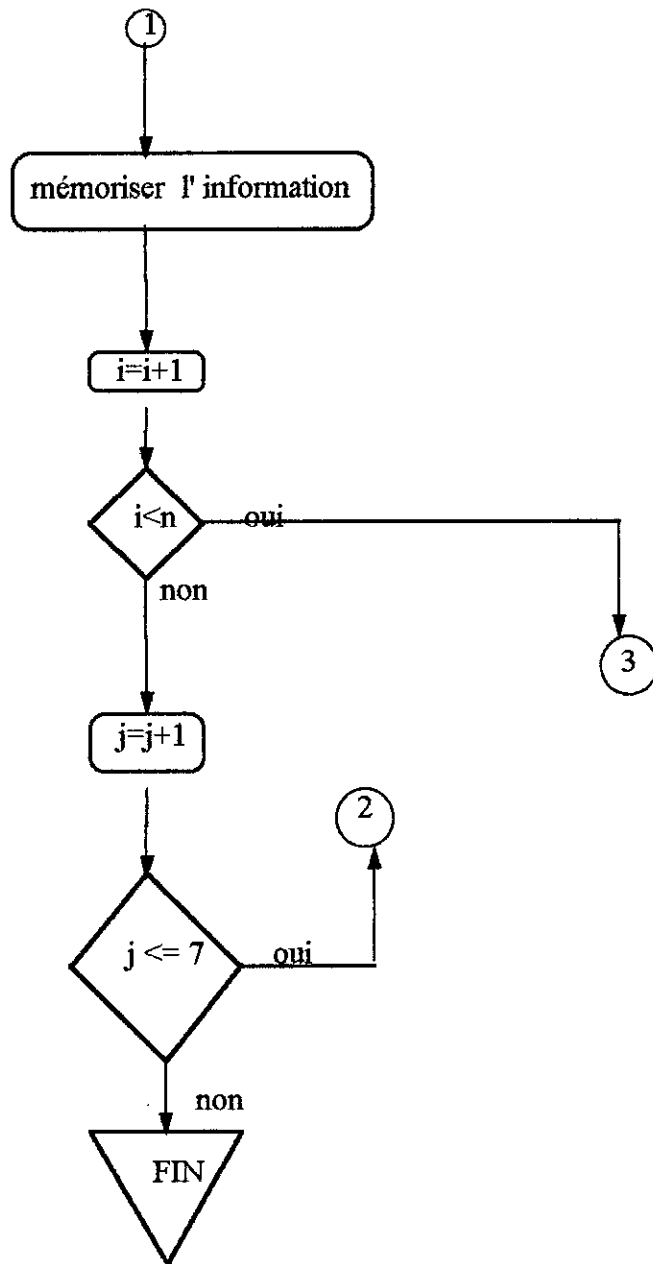 1
mémoriser l' information
i=i+1
i<n oui
non
3
j=j+1
2
j <= 7 oui
non
FIN